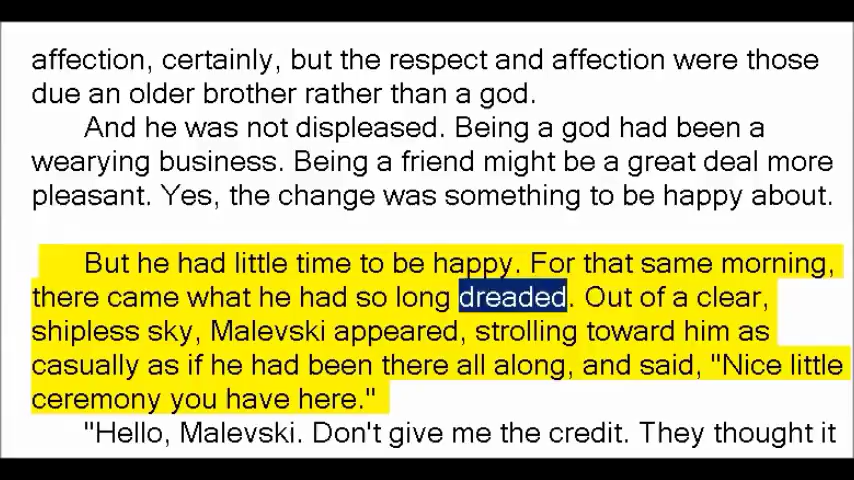 affection, certainly, but the respect and affection were those
due an older brother rather than a god.
And he was not displeased. Being a god had been a
wearying business. Being a friend might be a great deal more
pleasant. Yes, the change was something to be happy about.
But he had little time to be happy. For that same morning,
there came what he had so long dreaded. Out of a clear,
shipless sky, Malevski appeared, strolling toward him as
casually as if he had been there all along, and said, "Nice little
ceremony you have here."
"Hello, Malevski. Don't give me the credit. They thought it